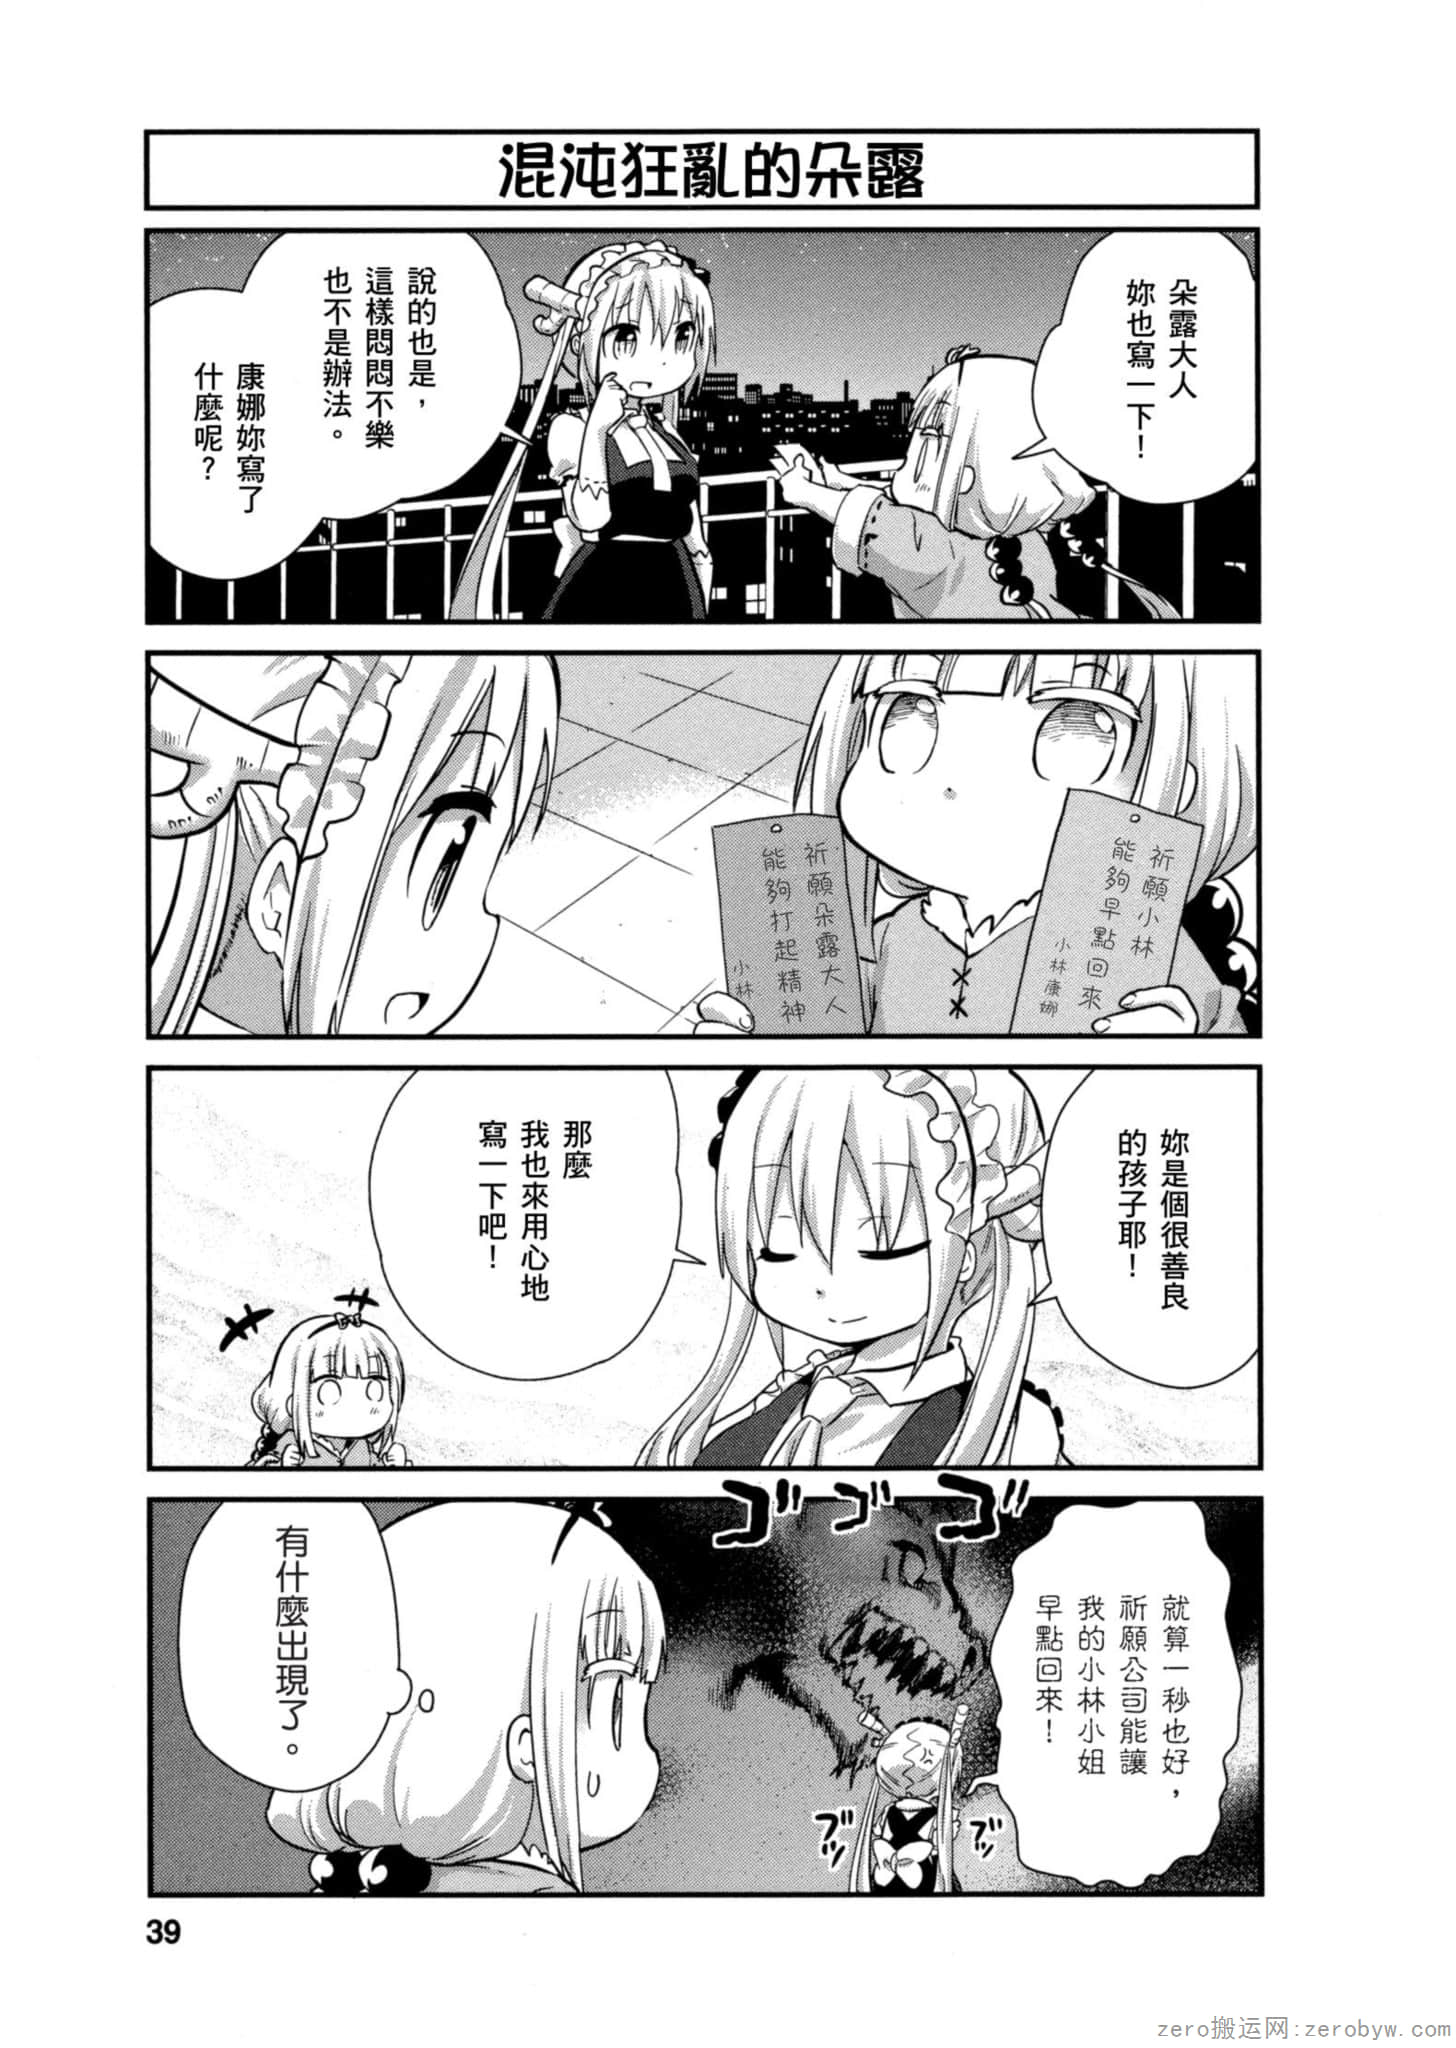 混沌狂亂的朵露
朵露大人
妳也寫一下！
說的也是，
這樣悶悶不樂
也不是辦法。
康娜妳寫了
什麼呢？
祈願小林
能夠早點回來
小林康娜
祈願朵露大人
能夠打起精神
小林
妳是個很善良
的孩子耶！
那麼
我也來用心地
寫一下吧！
ゴゴゴ
就算一秒也好，
祈願公司能讓
我的小林小姐
早點回來！
ブツ
ブツ
有什麼出現了。
39
zero搬运网:zerobyw.com